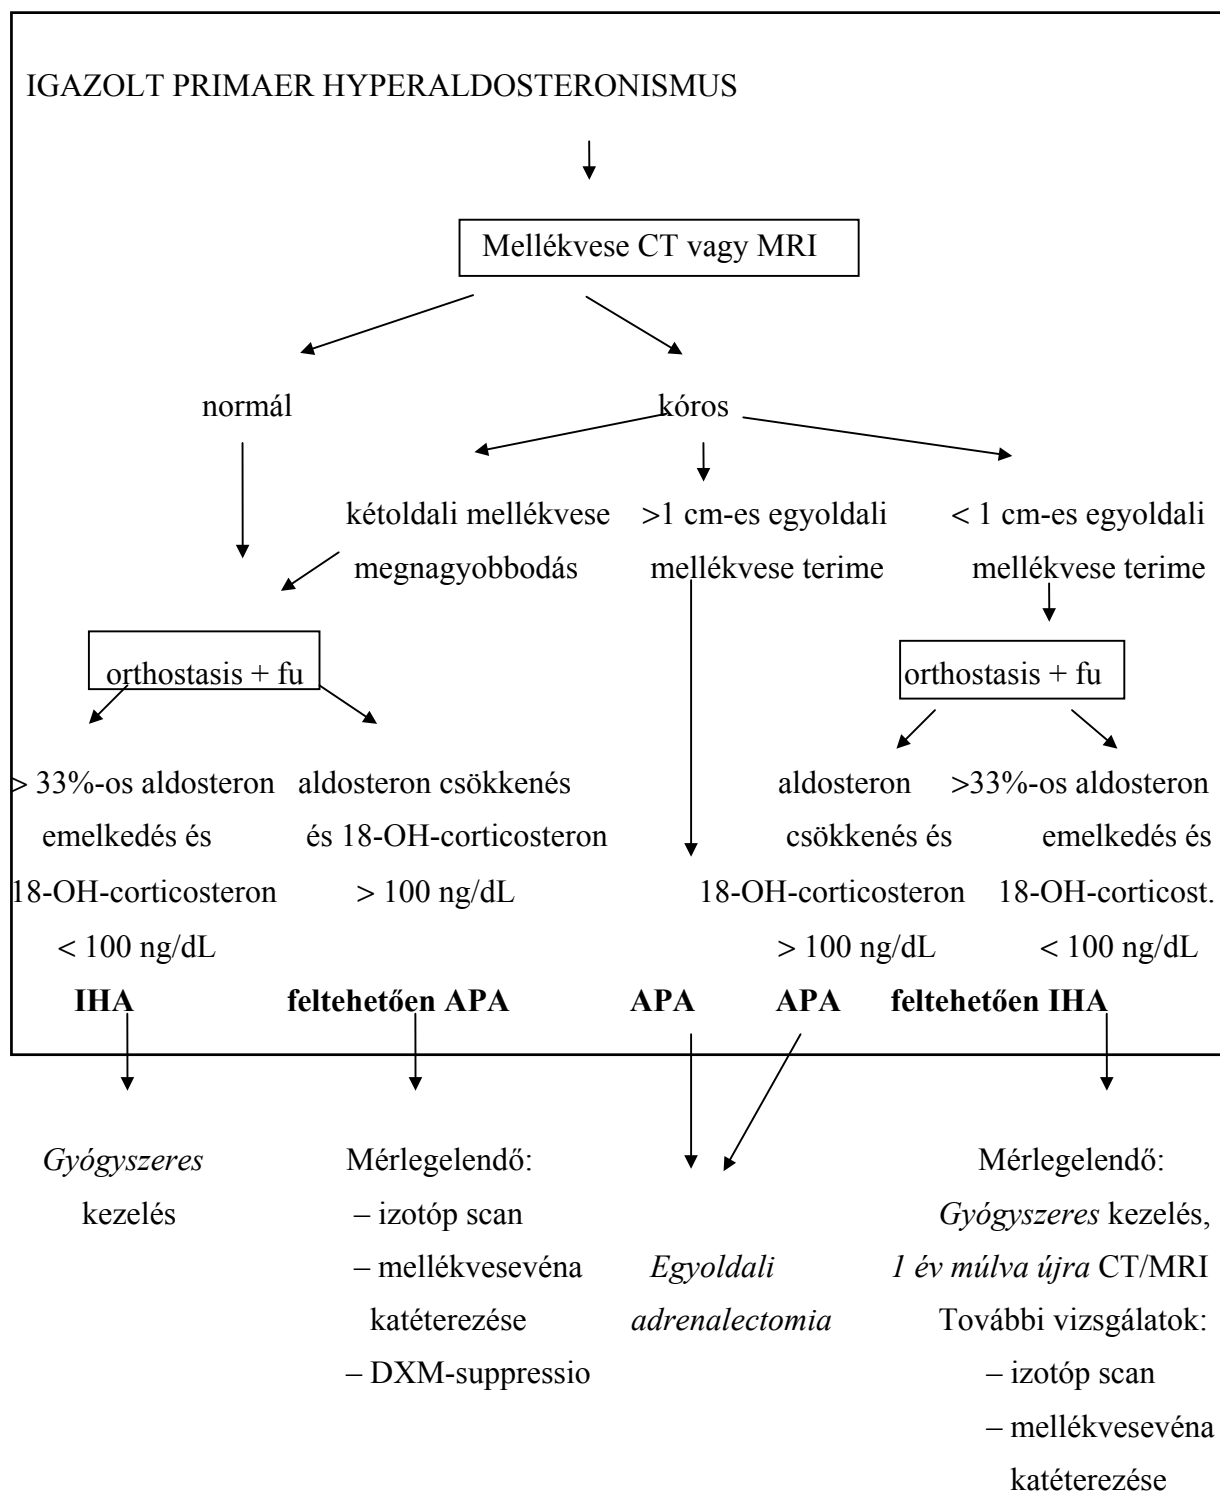 IGAZOLT PRIMAER HYPERALDOSTERONISMUS
Mellékvese CT vagy MRI
normál
kóros
kétoldali mellékvese
megnagyobbodás
>1 cm-es egyoldali
mellékvese terime
< 1 cm-es egyoldali
mellékvese terime
orthostasis + fu
orthostasis + fu
> 33%-os aldosteron
emelkedés és
18-OH-corticosteron
< 100 ng/dL
IHA
aldosteron csökkenés
és 18-OH-corticosteron
> 100 ng/dL
feltehetően APA
APA
aldosteron
csökkenés és
18-OH-corticosteron
> 100 ng/dL
APA
>33%-os aldosteron
emelkedés és
18-OH-corticost.
< 100 ng/dL
feltehetően IHA
Gyógyszeres
kezelés
Mérlegelendő:
– izotóp scan
– mellékvesevéna
katéterezése
– DXM-suppressio
Egyoldali
adrenalectomia
Mérlegelendő:
Gyógyszeres kezelés,
1 év múlva újra CT/MRI
További vizsgálatok:
– izotóp scan
– mellékvesevéna
katéterezése